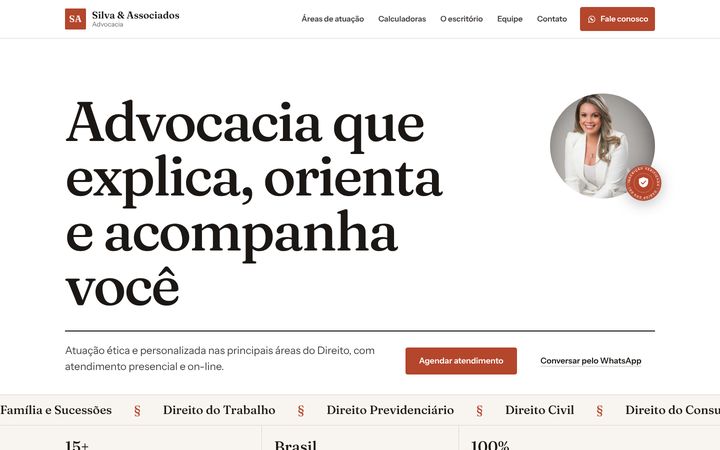 SA
Silva & Associados
Advocacia
Áreas de atuação
Calculadoras
O escritório
Equipe
Contato
Fale conosco
Advocacia que
explica, orienta
e acompanha
você
Atuação ética e personalizada nas principais áreas do Direito, com
atendimento presencial e on-line.
Agendar atendimento
Conversar pelo WhatsApp
Família e Sucessões § Direito do Trabalho § Direito Previdenciário § Direito Civil § Direito do Consu
15+
Brasil
100%